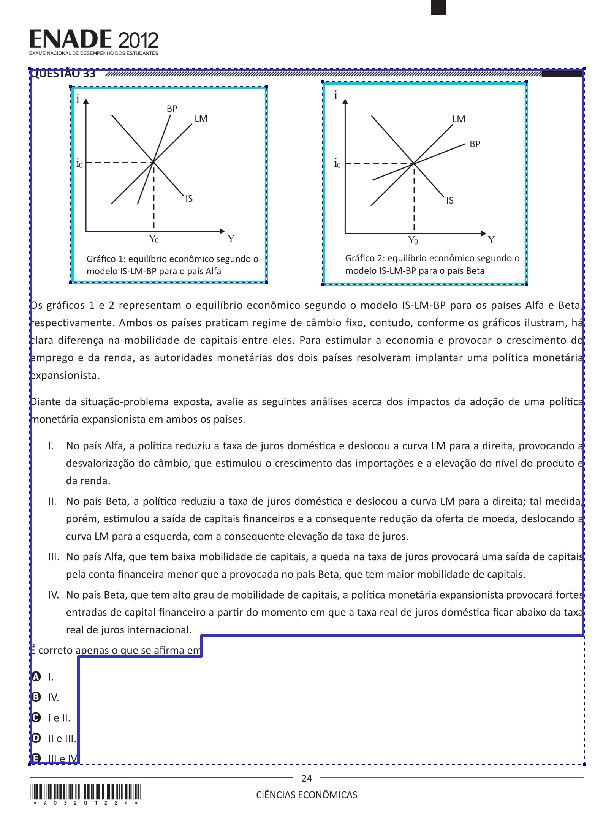 ENADE 2012
EXAME NACIONAL DE DESEMPENHO DOS ESTUDANTES
QUESTÃO 33
i
BP
LM
i₀
IS
Y₀
Y
Gráfico 1: equilíbrio econômico segundo o
modelo IS-LM-BP para o país Alfa
i
LM
BP
i₀
IS
Y₀
Y
Gráfico 2: equilíbrio econômico segundo o
modelo IS-LM-BP para o país Beta
Os gráficos 1 e 2 representam o equilíbrio econômico segundo o modelo IS-LM-BP para os países Alfa e Beta,
respectivamente. Ambos os países praticam regime de câmbio fixo, contudo, conforme os gráficos ilustram, há
clara diferença na mobilidade de capitais entre eles. Para estimular a economia e provocar o crescimento do
emprego e da renda, as autoridades monetárias dos dois países resolveram implantar uma política monetária
expansionista.
Diante da situação-problema exposta, avalie as seguintes análises acerca dos impactos da adoção de uma política
monetária expansionista em ambos os países.
I. No país Alfa, a política reduziu a taxa de juros doméstica e deslocou a curva LM para a direita, provocando a
desvalorização do câmbio, que estimulou o crescimento das importações e a elevação do nível do produto e
da renda.
II. No país Beta, a política reduziu a taxa de juros doméstica e deslocou a curva LM para a direita; tal medida,
porém, estimulou a saída de capitais financeiros e a consequente redução da oferta de moeda, deslocando a
curva LM para a esquerda, com a consequente elevação da taxa de juros.
III. No país Alfa, que tem baixa mobilidade de capitais, a queda na taxa de juros provocará uma saída de capitais
pela conta financeira menor que a provocada no país Beta, que tem maior mobilidade de capitais.
IV. No país Beta, que tem alto grau de mobilidade de capitais, a política monetária expansionista provocará fortes
entradas de capital financeiro a partir do momento em que a taxa real de juros doméstica ficar abaixo da taxa
real de juros internacional.
É correto apenas o que se afirma em
A I.
B IV.
C I e II.
D II e III.
E III e IV.
24
CIÊNCIAS ECONÔMICAS
*A03201224*